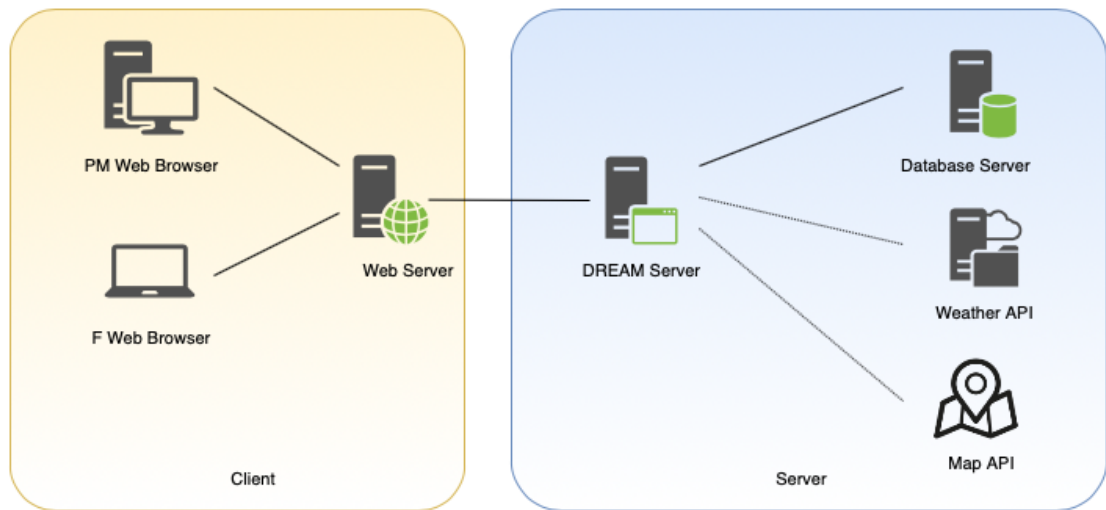 PM Web Browser
F Web Browser
Web Server
Client
DREAM Server
Database Server
Weather API
Map API
Server